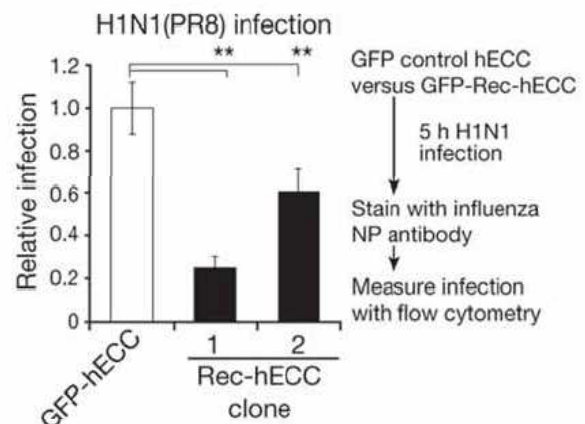 H1N1(PR8) infection
**
**
1.2
1.0
0.8
0.6
0.4
0.2
0
Relative infection
GFP-hECC
1
2
Rec-hECC
clone
GFP control hECC
versus GFP-Rec-hECC
5 h H1N1
infection
Stain with influenza
NP antibody
Measure infection
with flow cytometry